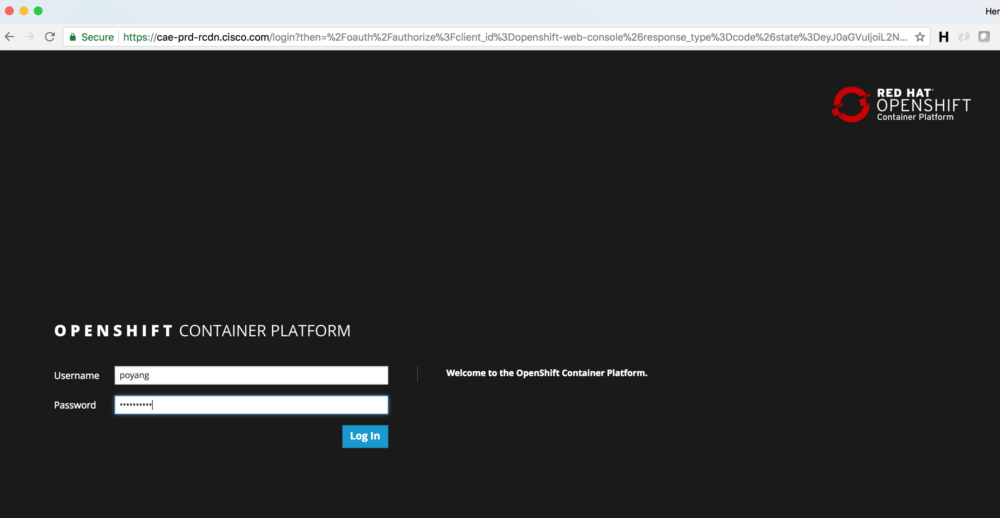 Her
Secure https://cae-prd-rcdn.cisco.com/login?then=%2Foauth%2Fauthorize%3Fclient_id%3Dopenshift-web-console%26response_type%3Dcode%26state%3DeyJ0aGVuIjoiL2N...
H
RED HAT®
OPENSHIFT
Container Platform
OPENSHIFT CONTAINER PLATFORM
Username poyang
Welcome to the OpenShift Container Platform.
Password ••••••••••
Log In